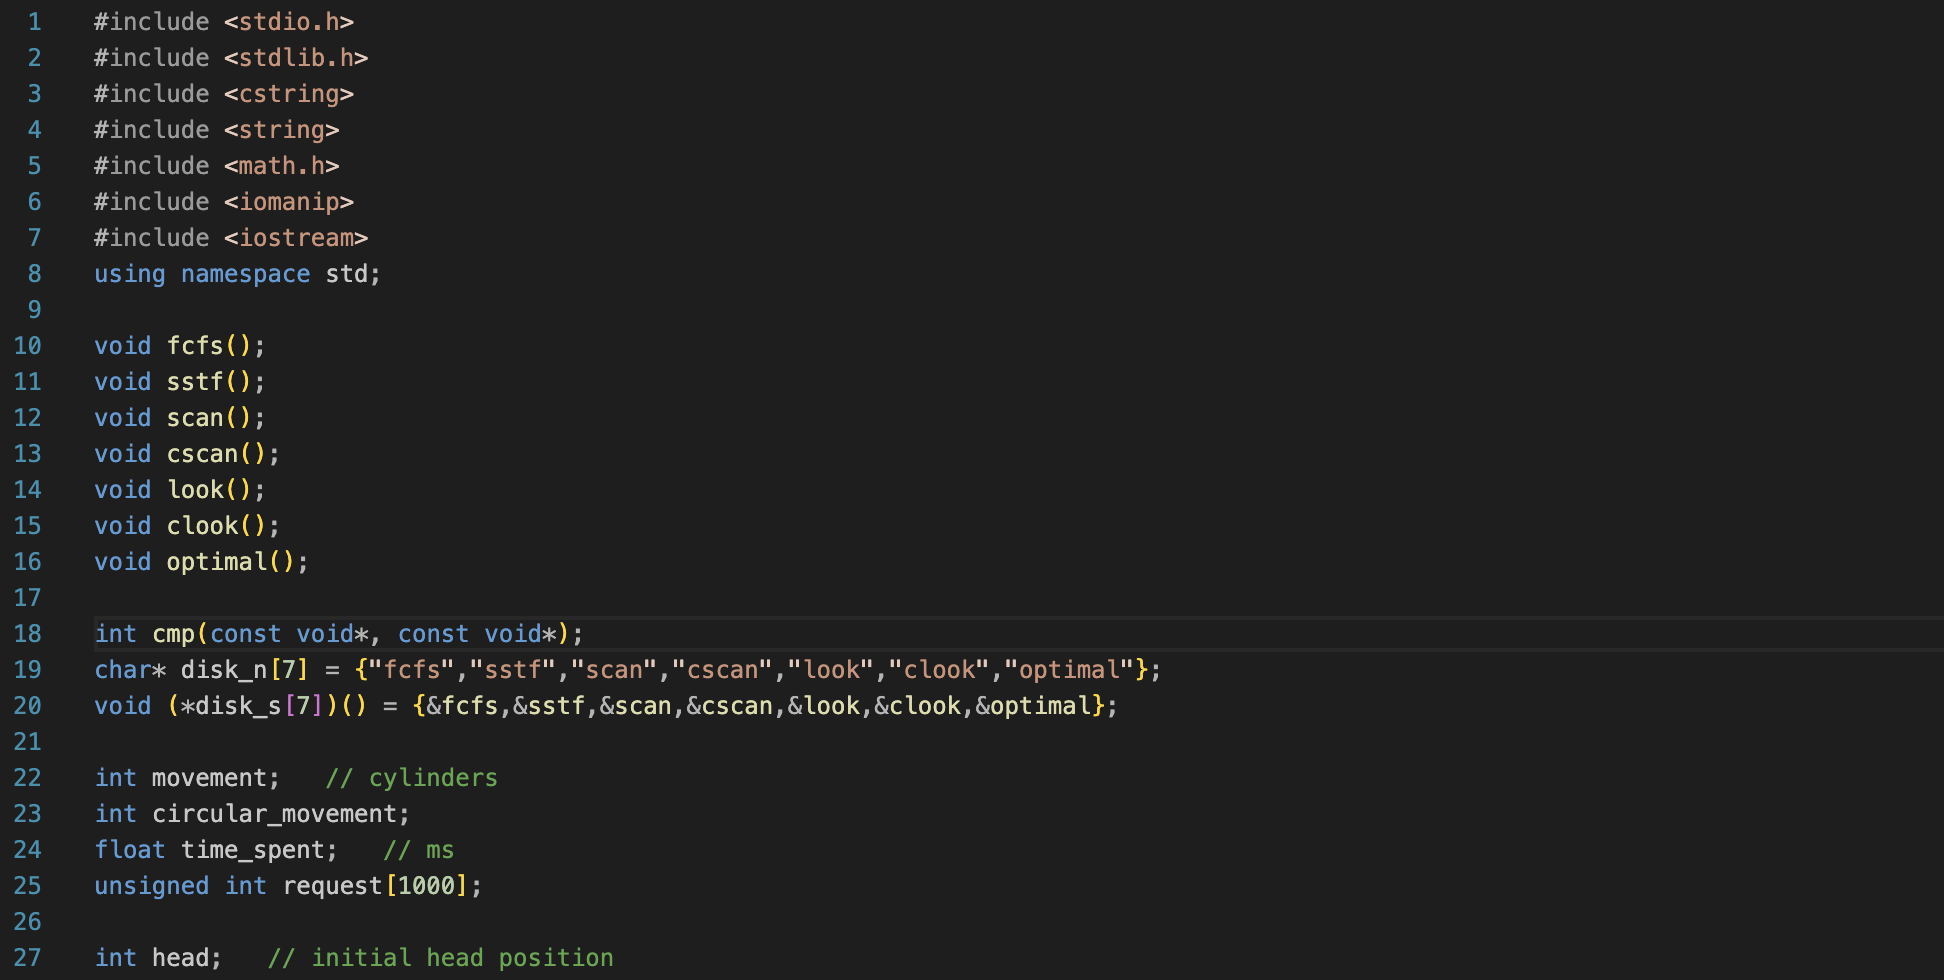 1 #include <stdio.h>
2 #include <stdlib.h>
3 #include <cstring>
4 #include <string>
5 #include <math.h>
6 #include <iomanip>
7 #include <iostream>
8 using namespace std;
9
10 void fcfs();
11 void sstf();
12 void scan();
13 void cscan();
14 void look();
15 void clook();
16 void optimal();
17
18 int cmp(const void*, const void*);
19 char* disk_n[7] = {"fcfs","sstf","scan","cscan","look","clook","optimal"};
20 void (*disk_s[7])() = {&fcfs,&sstf,&scan,&cscan,&look,&clook,&optimal};
21
22 int movement;   // cylinders
23 int circular_movement;
24 float time_spent;   // ms
25 unsigned int request[1000];
26
27 int head;   // initial head position